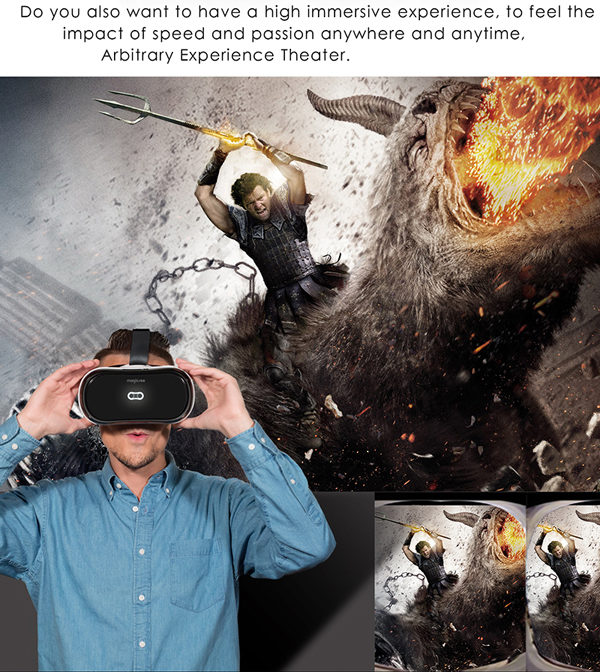 Do you also want to have a high immersive experience, to feel the
impact of speed and passion anywhere and anytime,
Arbitrary Experience Theater.